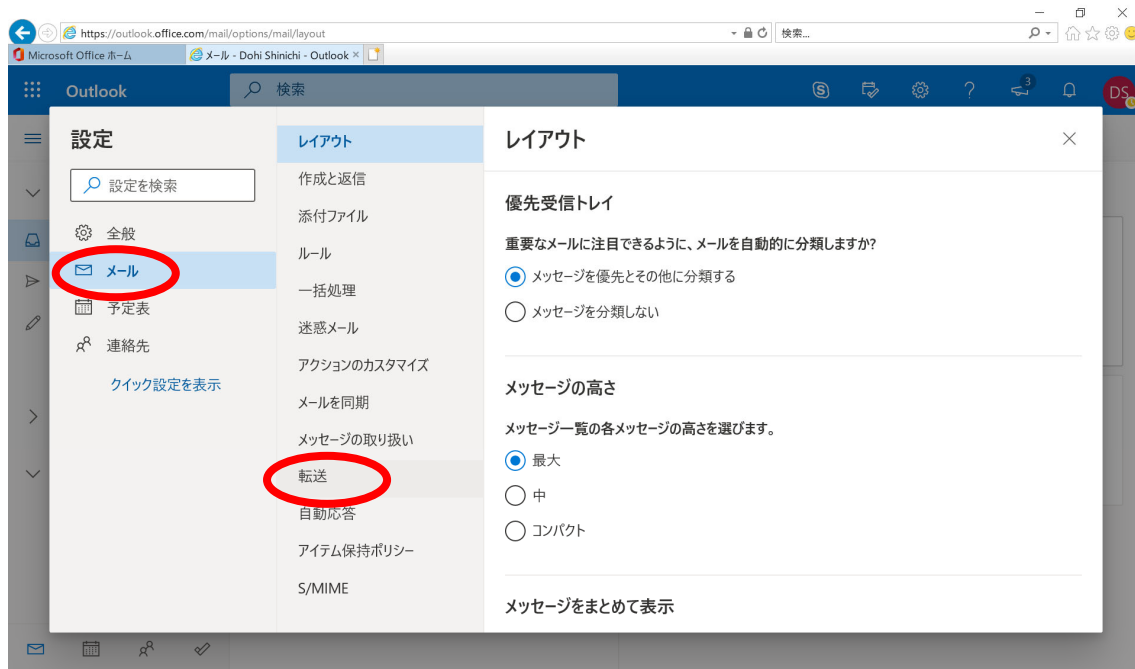 https://outlook.office.com/mail/options/mail/layout
検索...
Microsoft Office ホーム
メール - Dohi Shinichi - Outlook
Outlook
検索
3
DS
設定
設定を検索
全般
メール
予定表
連絡先
クイック設定を表示
レイアウト
作成と返信
添付ファイル
ルール
一括処理
迷惑メール
アクションのカスタマイズ
メールを同期
メッセージの取り扱い
転送
自動応答
アイテム保持ポリシー
S/MIME
レイアウト
優先受信トレイ
重要なメールに注目できるように、メールを自動的に分類しますか?
メッセージを優先とその他に分類する
メッセージを分類しない
メッセージの高さ
メッセージ一覧の各メッセージの高さを選びます。
最大
中
コンパクト
メッセージをまとめて表示